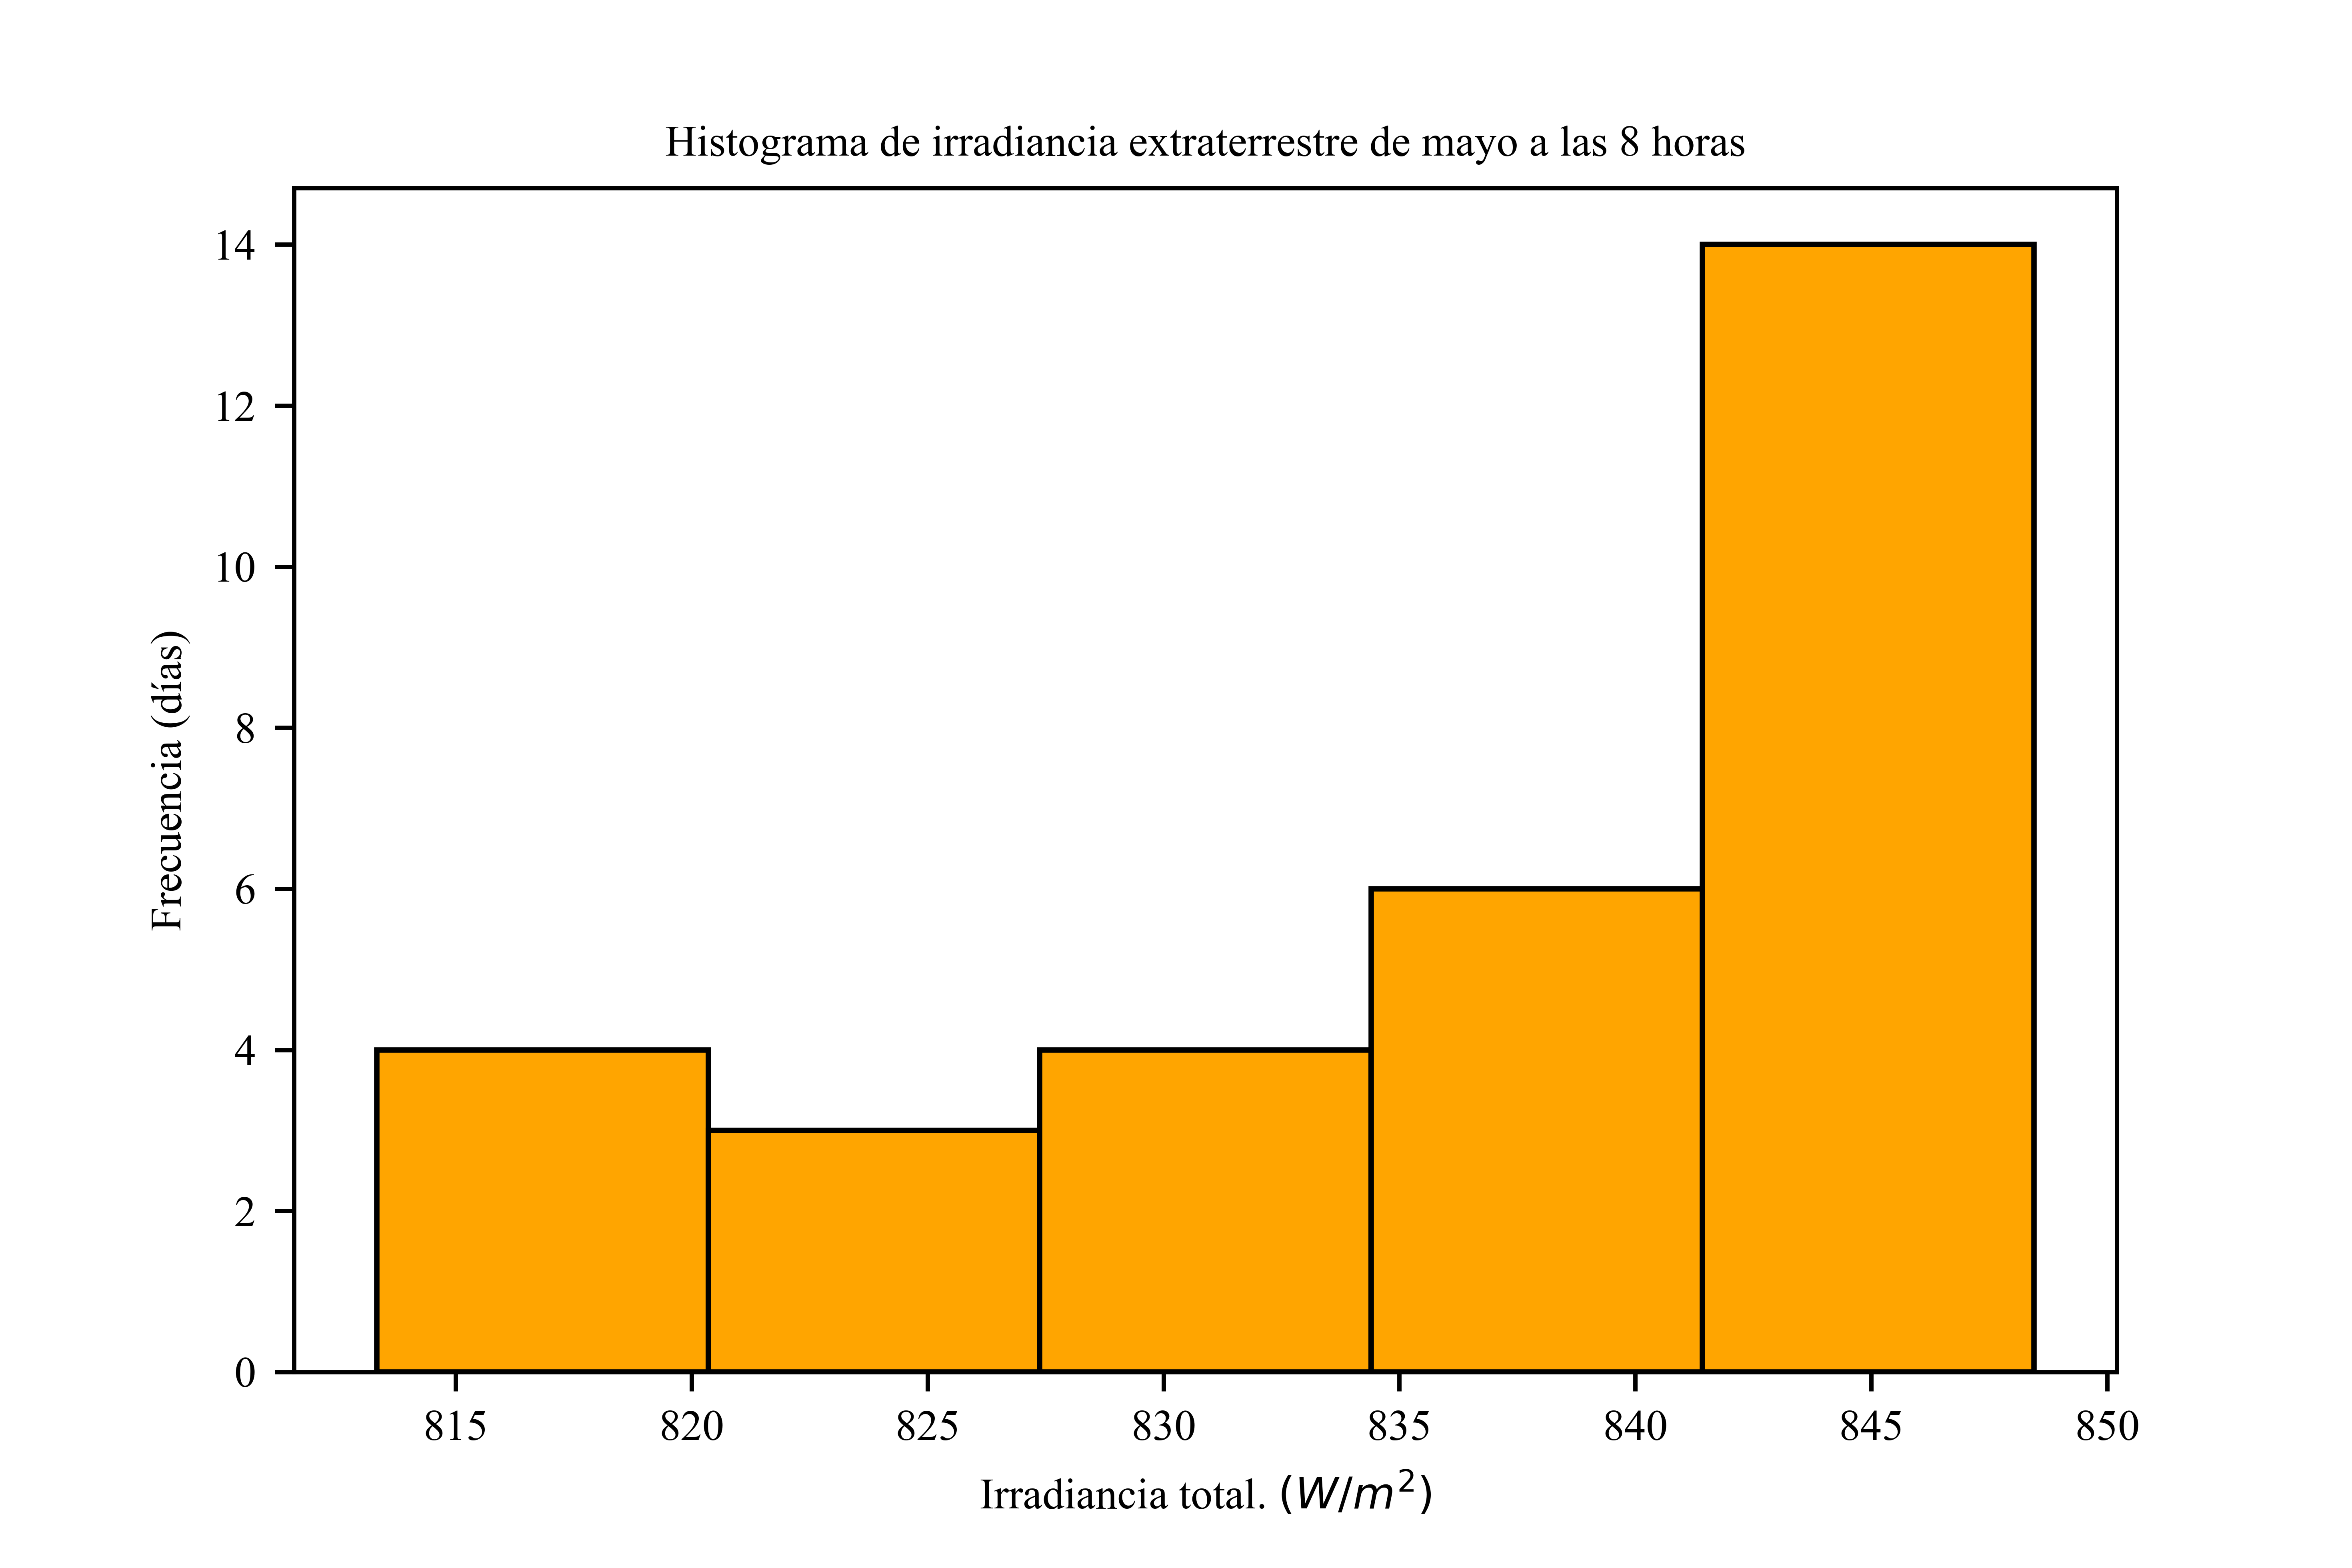 Histograma de irradiancia extraterrestre de mayo a las 8 horas
14
12
10
8
6
4
2
0
Frecuencia (días)
815 820 825 830 835 840 845 850
Irradiancia total. (W/m²)